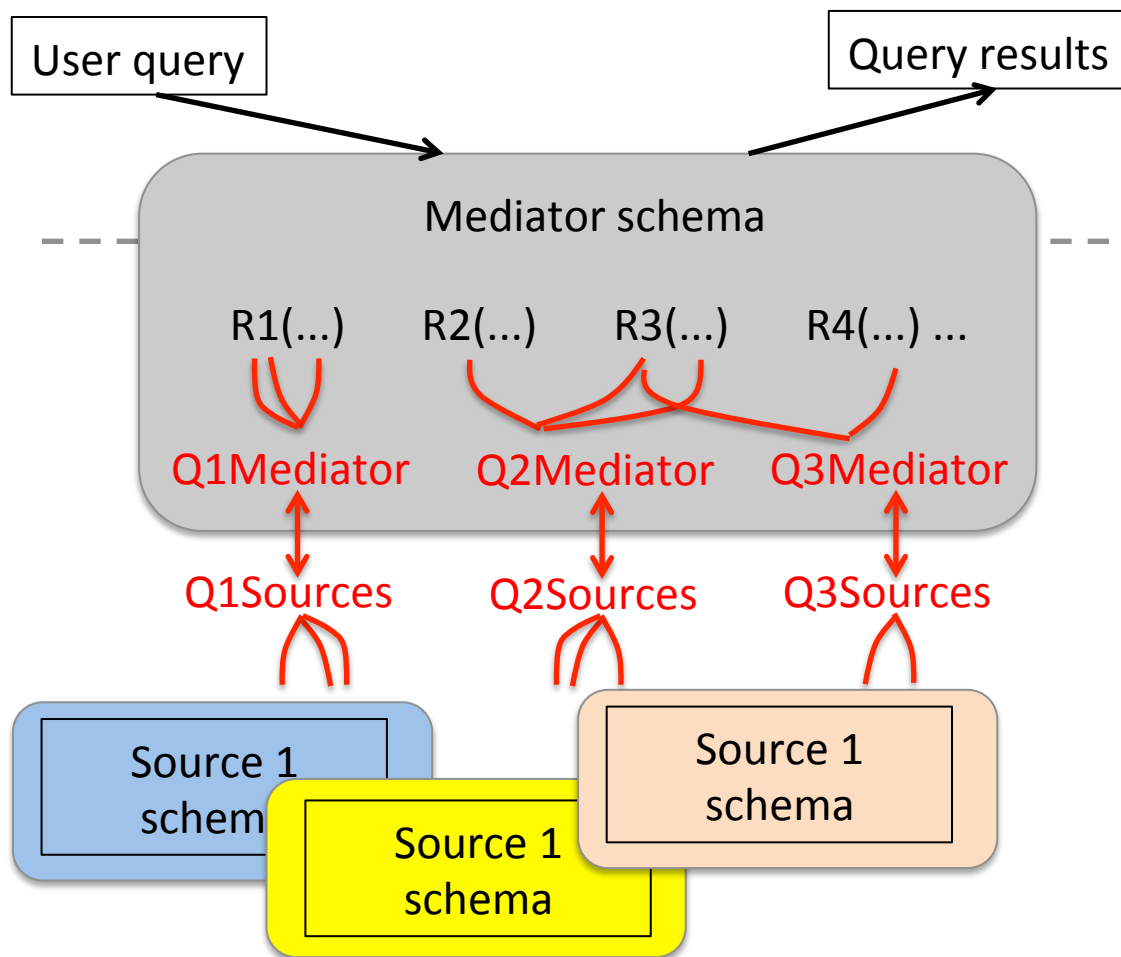 User query
Query results
Mediator schema
R1(...) R2(...) R3(...) R4(...) ...
Q1Mediator Q2Mediator Q3Mediator
Q1Sources Q2Sources Q3Sources
Source 1
schem
Source 1
schema
Source 1
schema